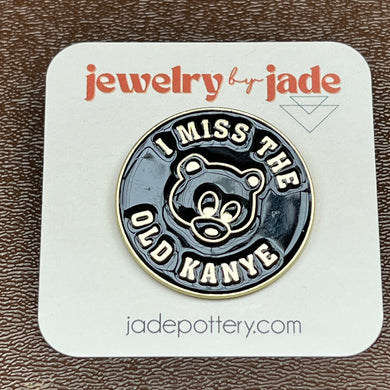 jewelry by jade
I MISS THE
OLD KANYE
jadepottery.com